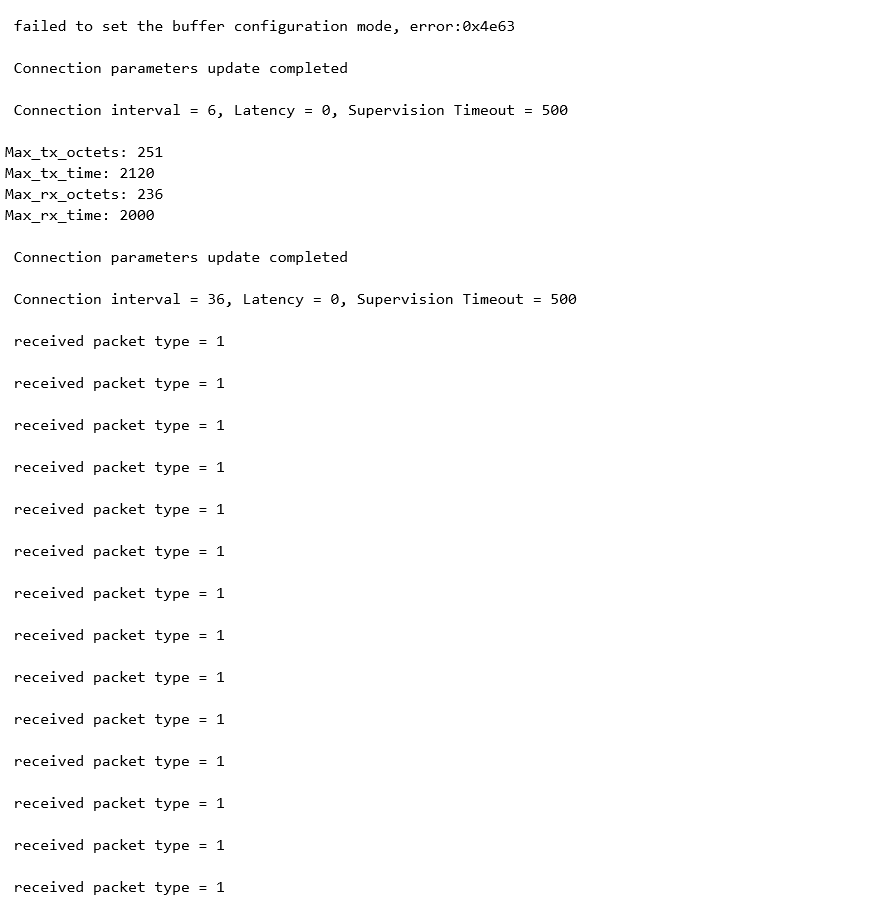 failed to set the buffer configuration mode, error:0x4e63
Connection parameters update completed
Connection interval = 6, Latency = 0, Supervision Timeout = 500
Max_tx_octets: 251
Max_tx_time: 2120
Max_rx_octets: 236
Max_rx_time: 2000
Connection parameters update completed
Connection interval = 36, Latency = 0, Supervision Timeout = 500
received packet type = 1
received packet type = 1
received packet type = 1
received packet type = 1
received packet type = 1
received packet type = 1
received packet type = 1
received packet type = 1
received packet type = 1
received packet type = 1
received packet type = 1
received packet type = 1
received packet type = 1
received packet type = 1